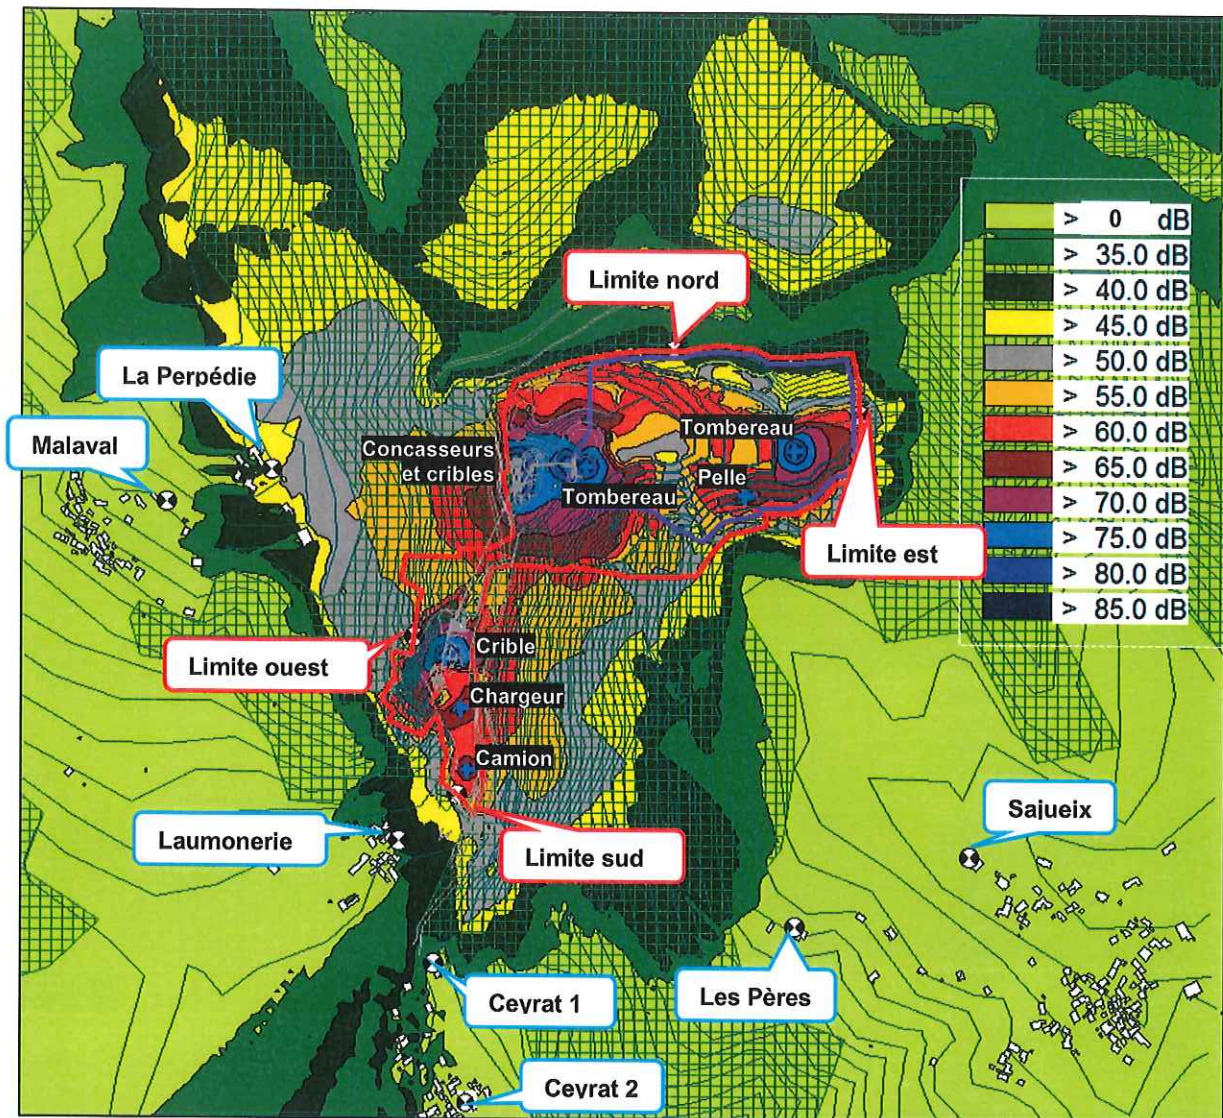 > 0 dB
> 35.0 dB
> 40.0 dB
> 45.0 dB
> 50.0 dB
> 55.0 dB
> 60.0 dB
> 65.0 dB
> 70.0 dB
> 75.0 dB
> 80.0 dB
> 85.0 dB
Limite nord
La Perpédie
Malaval
Concasseurs
et cribles
Tombereau
Pelle
Tombereau
Limite est
Limite ouest
Crible
Chargeur
Camion
Laumonerie
Limite sud
Sajueix
Les Pères
Ceyrat 1
Ceyrat 2